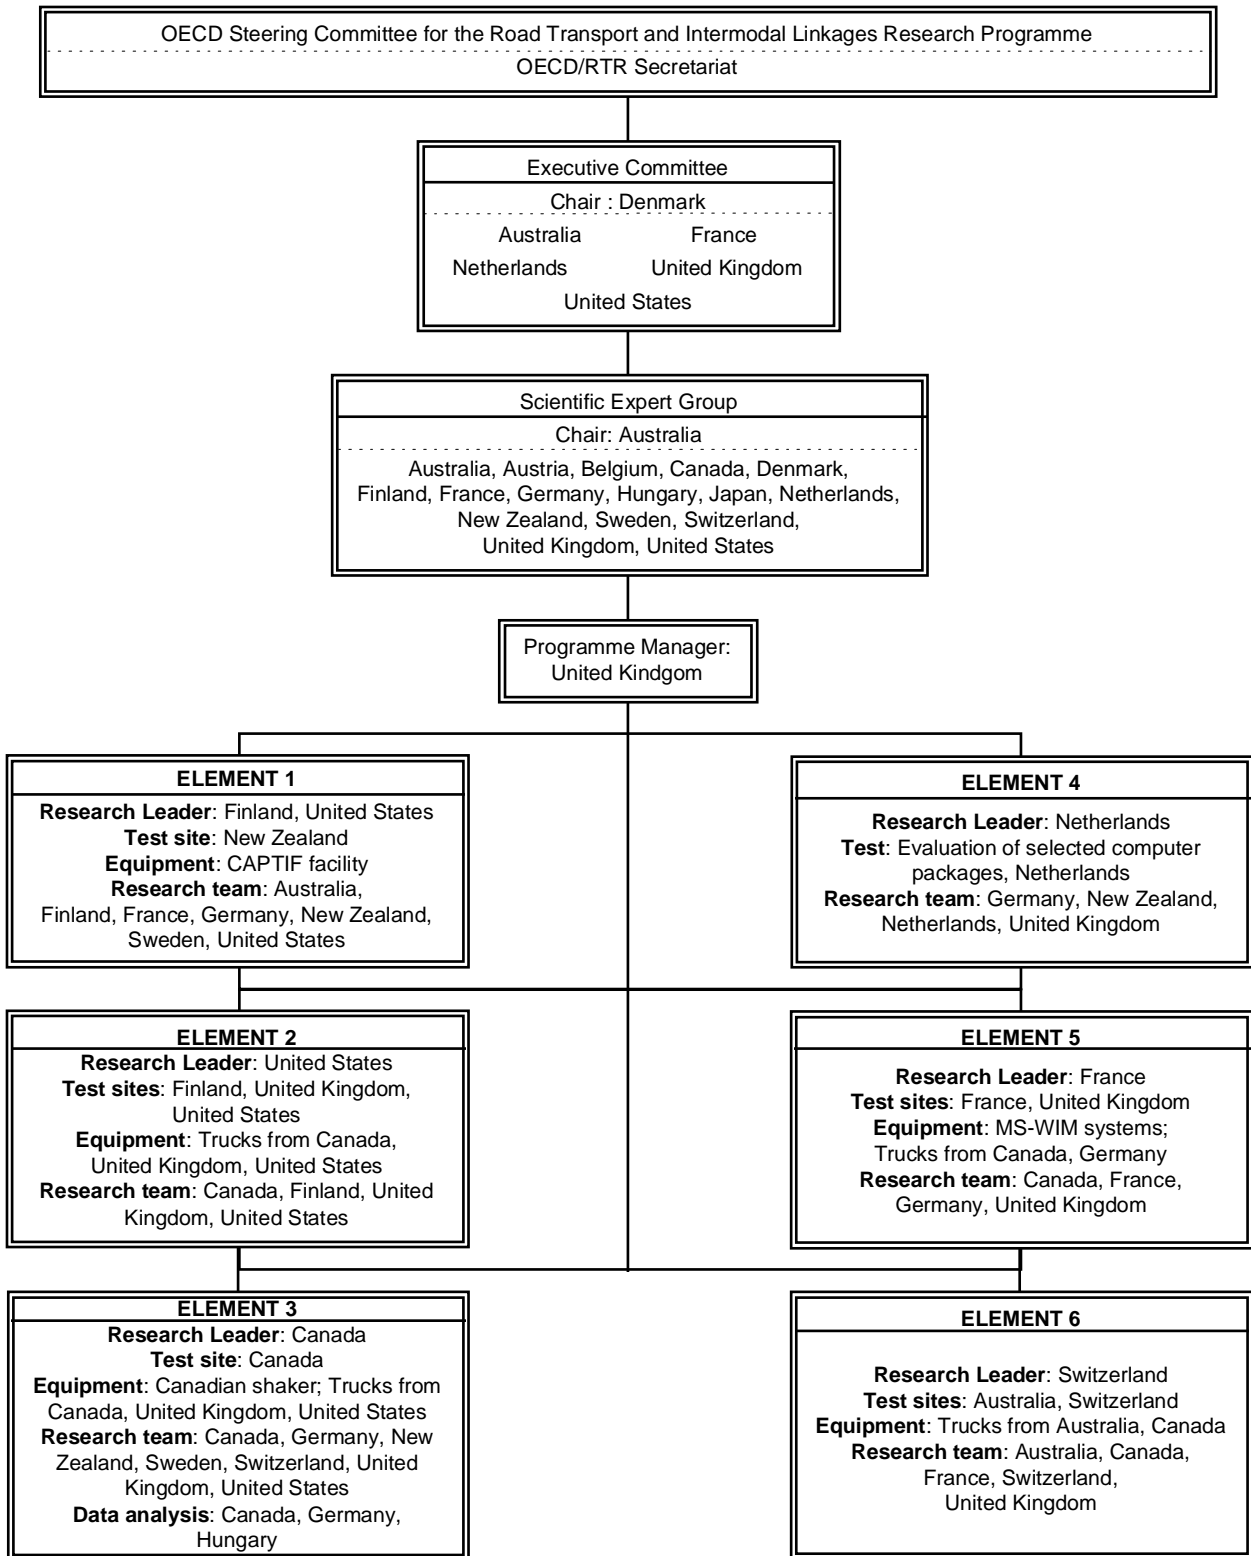 OECD Steering Committee for the Road Transport and Intermodal Linkages Research Programme
OECD/RTR Secretariat
Executive Committee
Chair : Denmark
Australia France
Netherlands United Kingdom
United States
Scientific Expert Group
Chair: Australia
Australia, Austria, Belgium, Canada, Denmark,
Finland, France, Germany, Hungary, Japan, Netherlands,
New Zealand, Sweden, Switzerland,
United Kingdom, United States
Programme Manager:
United Kindgom
ELEMENT 1
Research Leader: Finland, United States
Test site: New Zealand
Equipment: CAPTIF facility
Research team: Australia,
Finland, France, Germany, New Zealand,
Sweden, United States
ELEMENT 4
Research Leader: Netherlands
Test: Evaluation of selected computer
packages, Netherlands
Research team: Germany, New Zealand,
Netherlands, United Kingdom
ELEMENT 2
Research Leader: United States
Test sites: Finland, United Kingdom,
United States
Equipment: Trucks from Canada,
United Kingdom, United States
Research team: Canada, Finland, United
Kingdom, United States
ELEMENT 5
Research Leader: France
Test sites: France, United Kingdom
Equipment: MS-WIM systems;
Trucks from Canada, Germany
Research team: Canada, France,
Germany, United Kingdom
ELEMENT 3
Research Leader: Canada
Test site: Canada
Equipment: Canadian shaker; Trucks from
Canada, United Kingdom, United States
Research team: Canada, Germany, New
Zealand, Sweden, Switzerland, United
Kingdom, United States
Data analysis: Canada, Germany,
Hungary
ELEMENT 6
Research Leader: Switzerland
Test sites: Australia, Switzerland
Equipment: Trucks from Australia, Canada
Research team: Australia, Canada,
France, Switzerland,
United Kingdom